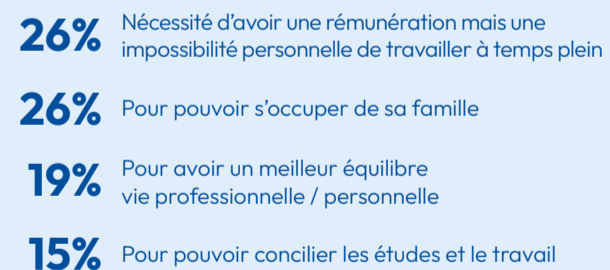 26% Nécessité d’avoir une rémunération mais une
impossibilité personnelle de travailler à temps plein
26% Pour pouvoir s’occuper de sa famille
19% Pour avoir un meilleur équilibre
vie professionnelle / personnelle
15% Pour pouvoir concilier les études et le travail